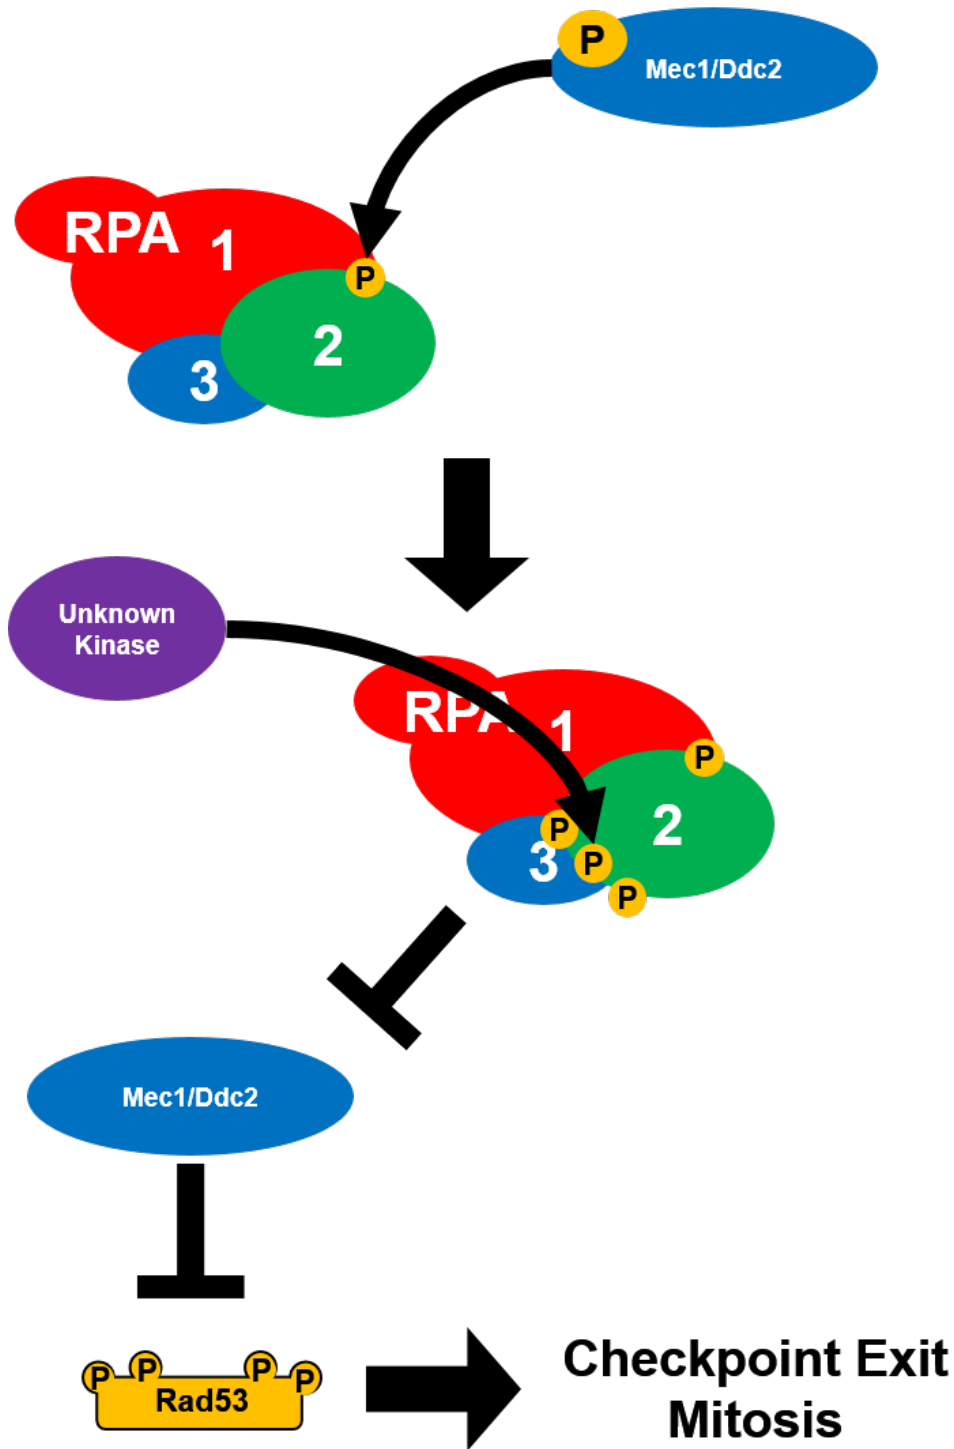 P
Mec1/Ddc2
RPA 1
P
2
3
Unknown
Kinase
RPA 1
P
2
P
3
P
P
Mec1/Ddc2
P P P P
Rad53
Checkpoint Exit
Mitosis